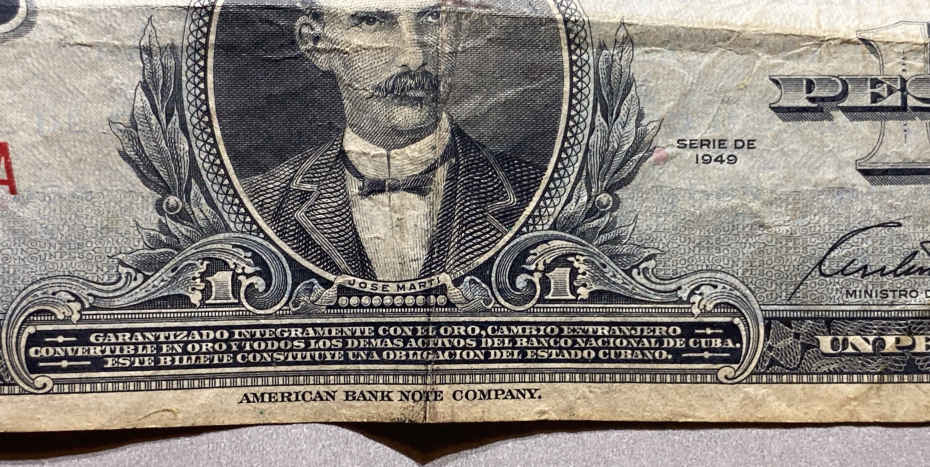 SERIE DE
1949
A
1
1
JOSE MARTI
MINISTRO D
GARANTIZADO INTEGRAMENTE CON EL ORO, CAMBIO EXTRANJERO
CONVERTIBLE EN ORO Y TODOS LOS DEMAS ACTIVOS DEL BANCO NACIONAL DE CUBA.
ESTE BILLETE CONSTITUYE UNA OBLIGACION DEL ESTADO CUBANO.
UN PE
AMERICAN BANK NOTE COMPANY.